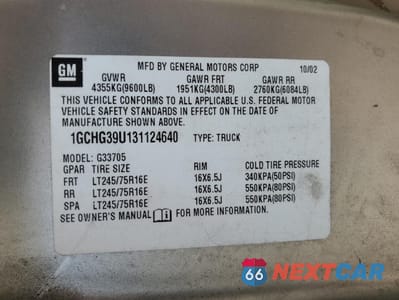 MFD BY GENERAL MOTORS CORP
10/02
GM
GVWR GAWR FRT GAWR RR
4355KG(9600LB) 1951KG(4300LB) 2760KG(6084LB)
THIS VEHICLE CONFORMS TO ALL APPLICABLE U.S.
FEDERAL MOTOR VEHICLE SAFETY STANDARDS IN EFFECT ON THE DATE OF
MANUFACTURE SHOWN ABOVE.
1GCHG39U131124640 TYPE: TRUCK
MODEL: G33705
GPAR TIRE SIZE RIM COLD TIRE PRESSURE
FRT LT245/75R16E 16X6.5J 340KPA(50PSI)
RR LT245/75R16E 16X6.5J 550KPA(80PSI)
SPA LT245/75R16E 16X6.5J 550KPA(80PSI)
SEE OWNER'S MANUAL FOR MORE INFORMATION.
66 NEXTCAR